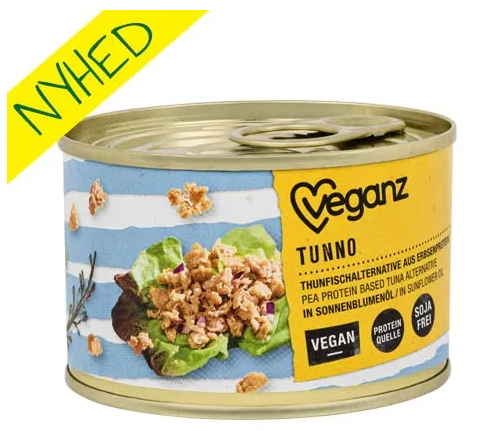 NYHED
veganz
TUNNO
THUNFISCHALTERNATIVE AUS ERBSENPROTEIN
PEA PROTEIN BASED TUNA ALTERNATIVE
IN SONNENBLUMENÖL / IN SUNFLOWER OIL
VEGAN
PROTEIN
QUELLE
SOJA
FREI